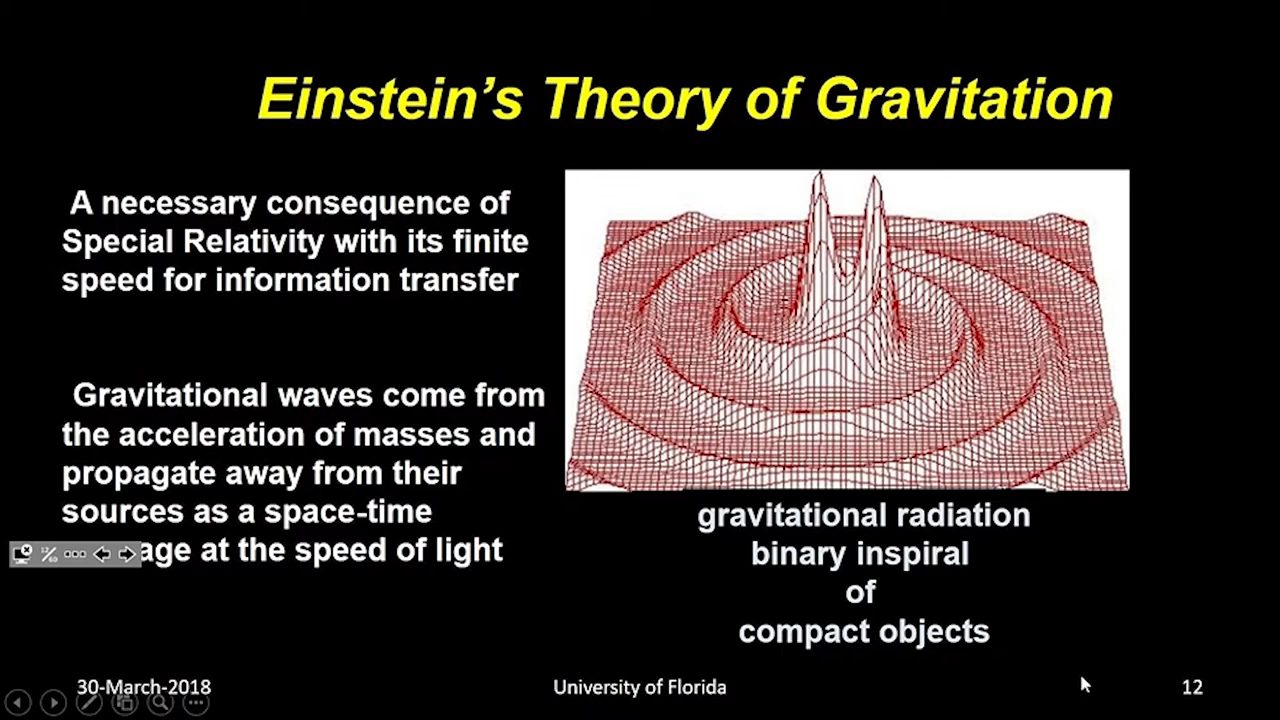 Einstein's Theory of Gravitation
A necessary consequence of
Special Relativity with its finite
speed for information transfer
Gravitational waves come from
the acceleration of masses and
propagate away from their
sources as a space-time
at the speed of light
gravitational radiation
binary inspiral
of
compact objects
30-March-2018
University of Florida
12